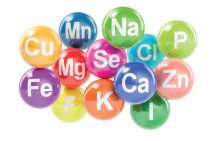 Mn Na
Cu Cl P
Mg Se
Fe Ca Zn
F K I